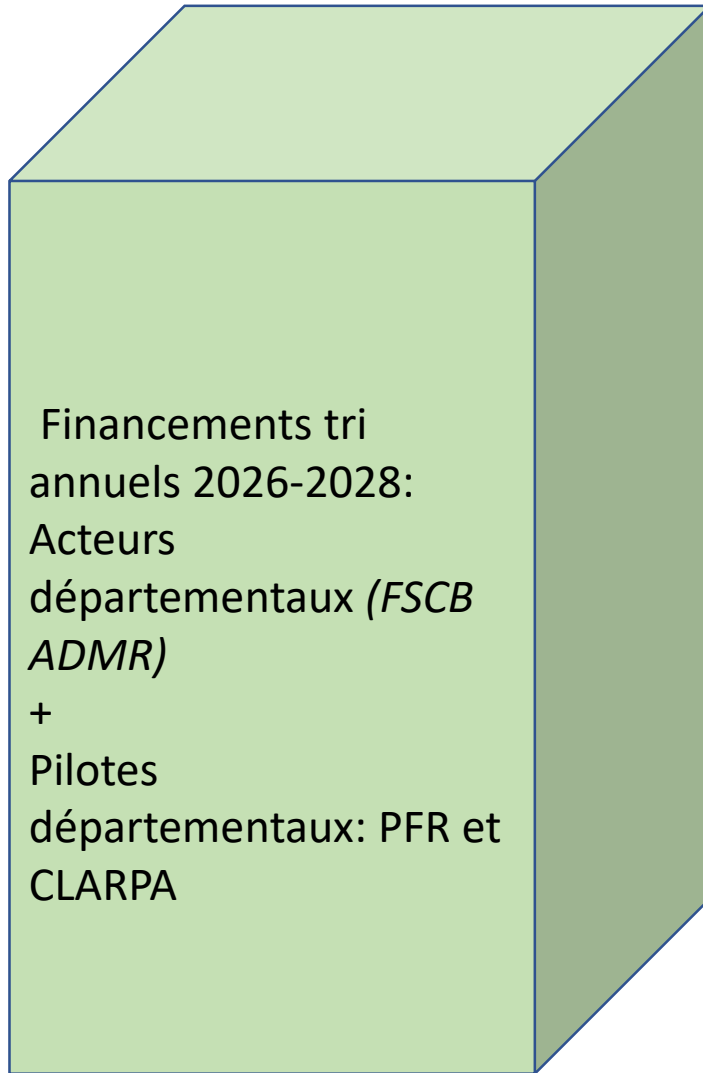 Financements tri
annuels 2026-2028:
Acteurs
départementaux (FSCB
ADMR)
+
Pilotes
départementaux: PFR et
CLARPA